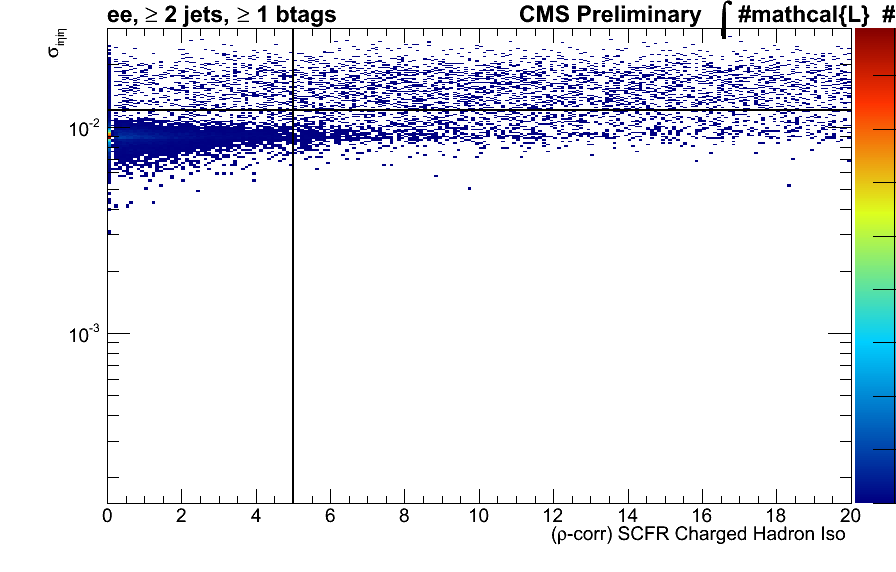 ee, ≥ 2 jets, ≥ 1 btags
CMS Preliminary ∫ #mathcal{L} #
σiηiη
10-2
10-3
0 2 4 6 8 10 12 14 16 18 20
(ρ-corr) SCFR Charged Hadron Iso